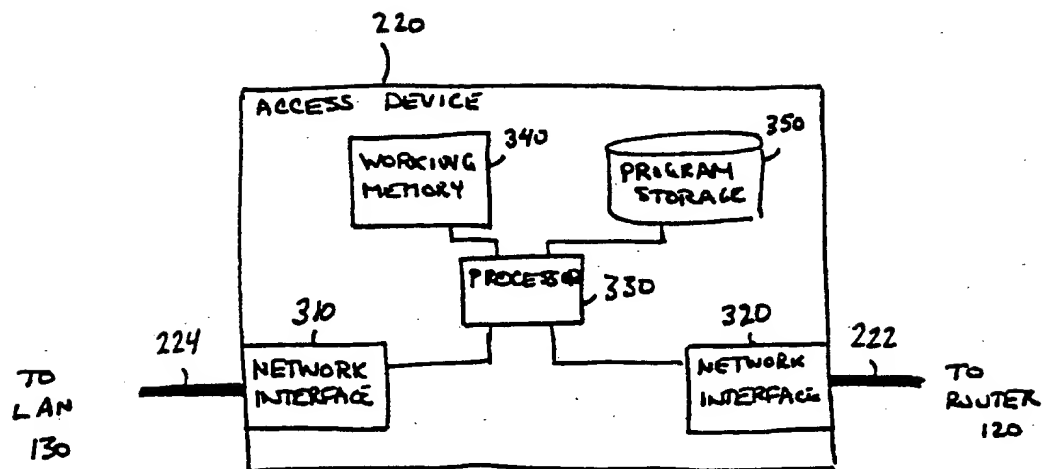 220
ACCESS DEVICE
WORKING
MEMORY
340
PROGRAM
STORAGE
350
PROCESSOR
330
310
320
224
222
NETWORK
INTERFACE
NETWORK
INTERFACE
TO
LAN
130
TO
ROUTER
120